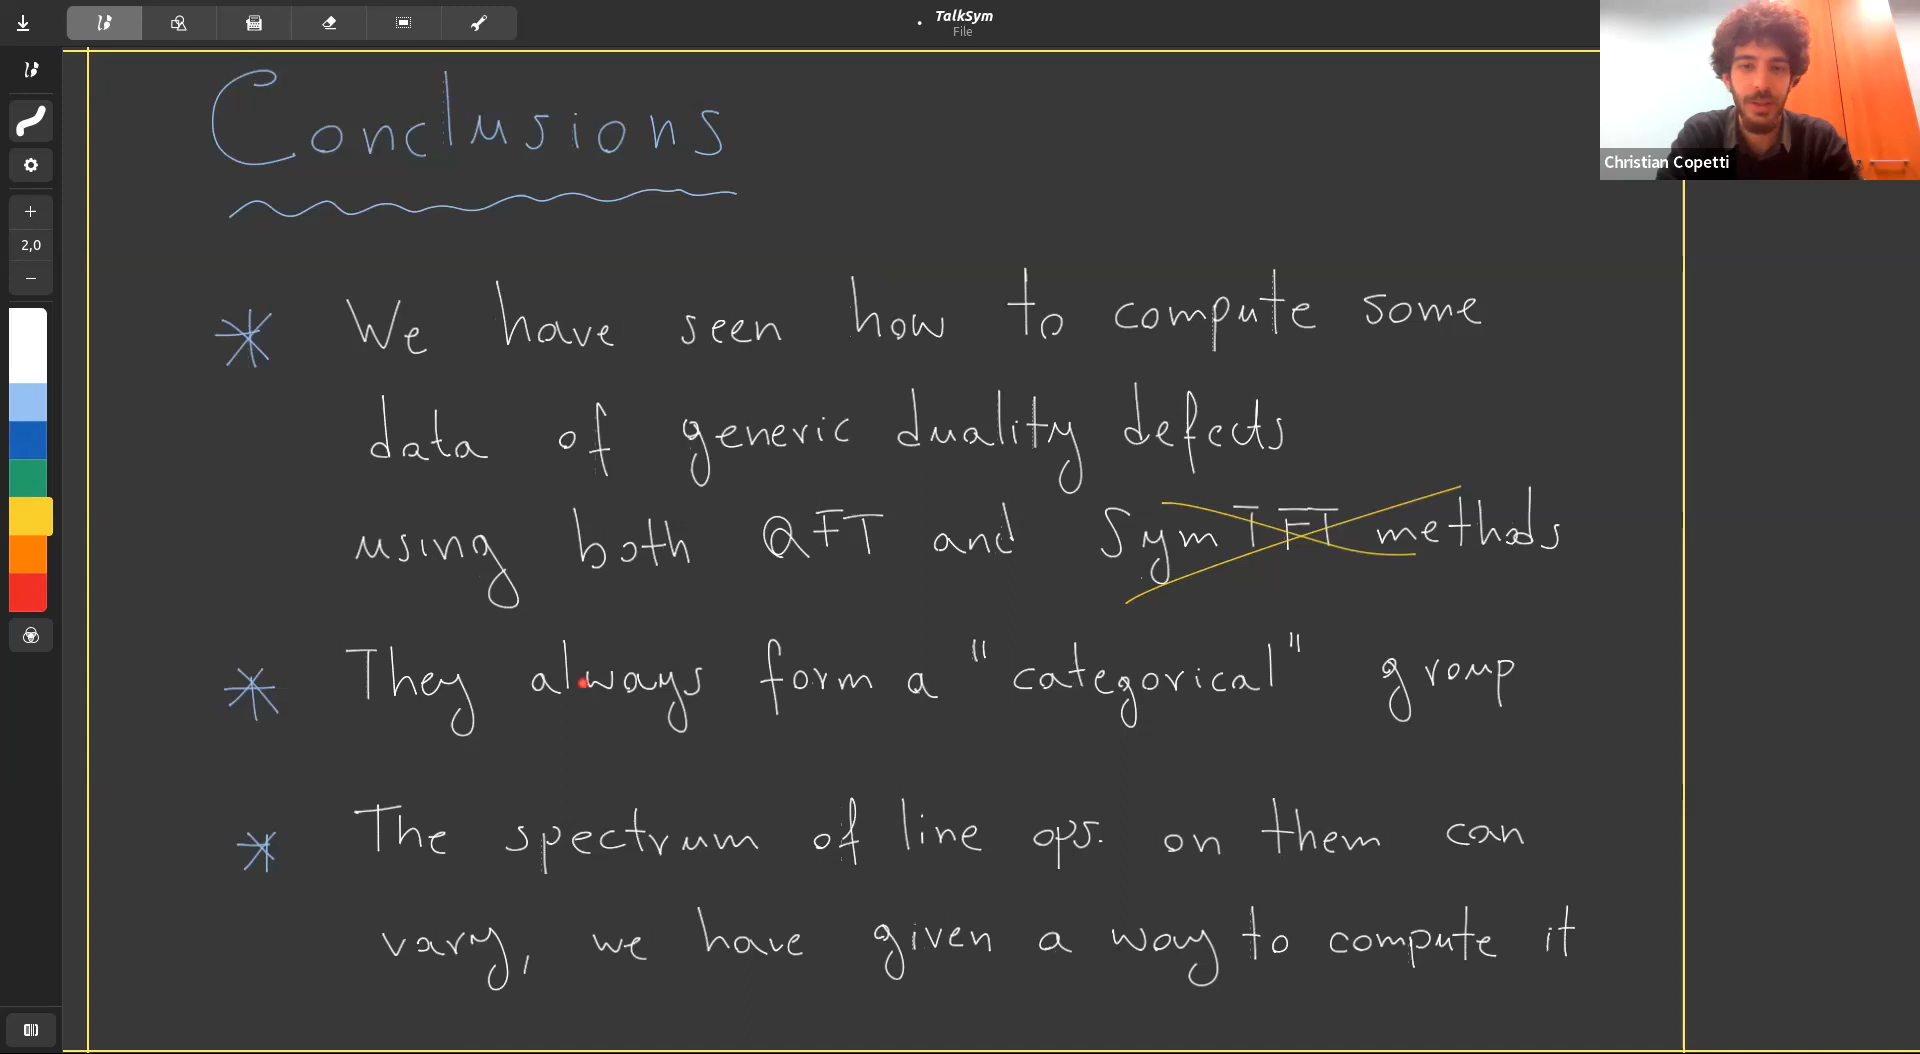 TalkSym
File
Christian Copetti
2,0
Conclusions
* We have seen how to compute some
data of generic duality defects
using both QFT and SymTFT methods
* They always form a "categorical" group
* The spectrum of line ops. on them can
vary, we have given a way to compute it